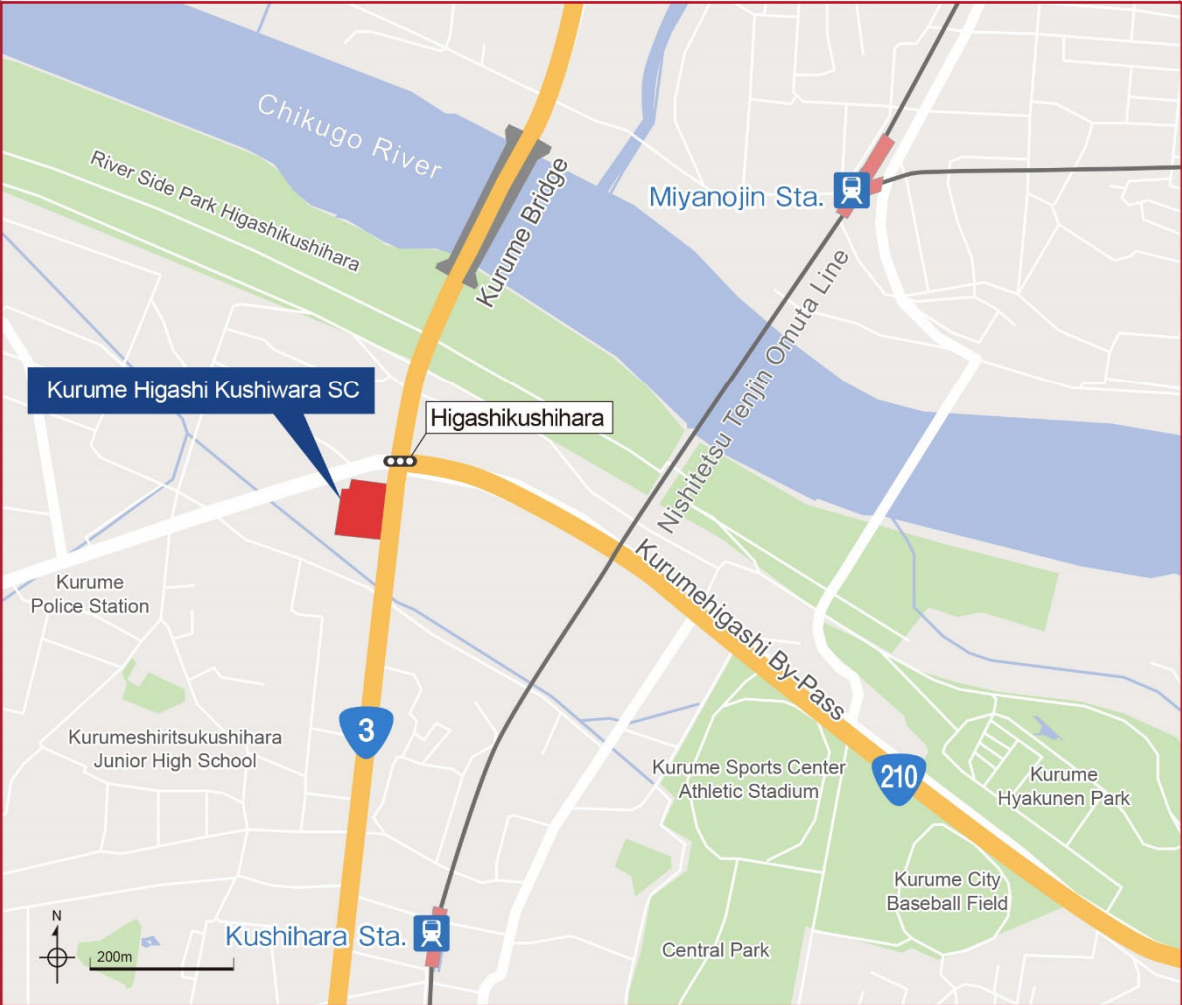 Chikugo River
River Side Park Higashikushihara
Kurume Bridge
Miyanojin Sta.
Nishitetsu Tenjin Omuta Line
Kurume Higashi Kushiwara SC
Higashikushihara
Kurumehigashi By-Pass
Kurume
Police Station
Kurumeshiritsukushihara
Junior High School
3
Kurume Sports Center
Athletic Stadium
210
Kurume
Hyakunen Park
Kurume City
Baseball Field
Central Park
Kushihara Sta.
N
200m